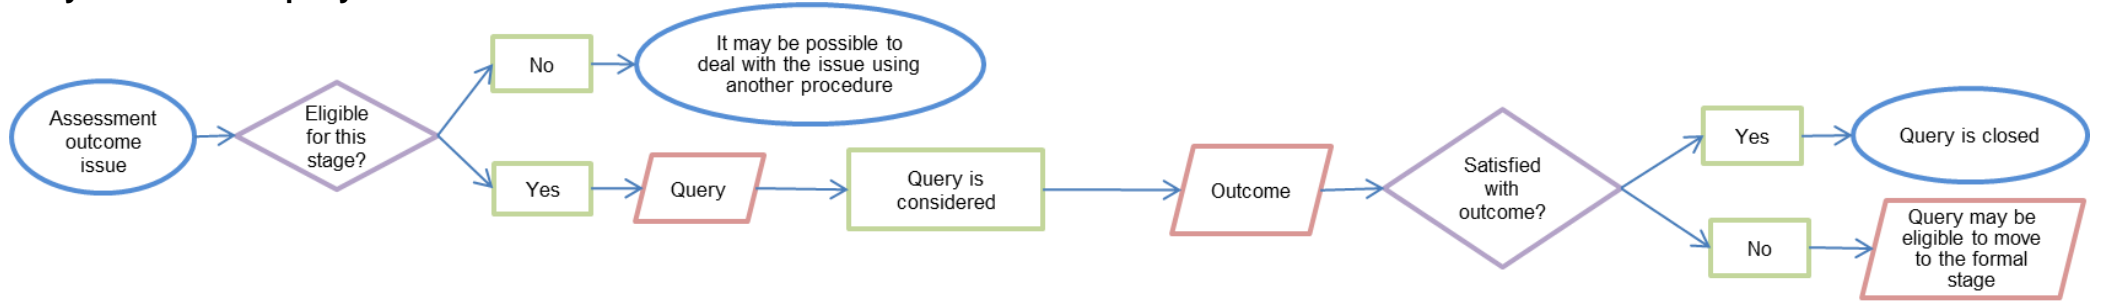 Assessment
outcome
issue
Eligible
for this
stage?
No
It may be possible to
deal with the issue using
another procedure
Yes
Query
Query is
considered
Outcome
Satisfied
with
outcome?
Yes
Query is closed
No
Query may be
eligible to move
to the formal
stage